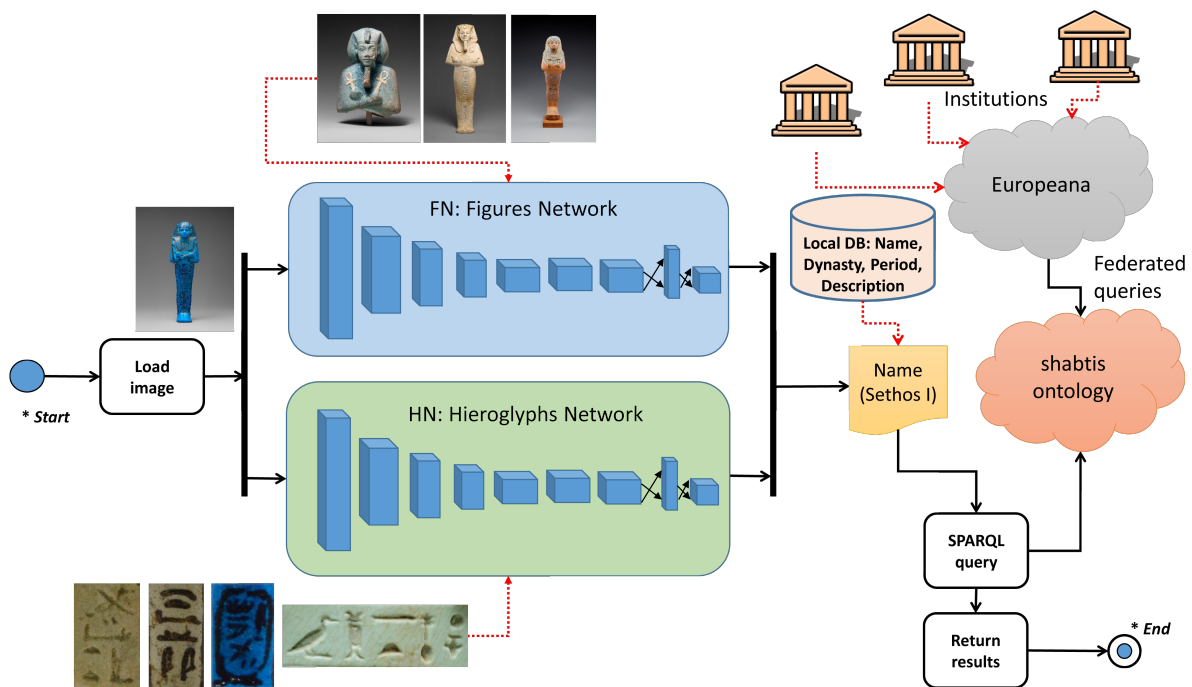 Institutions
Europeana
FN: Figures Network
Local DB: Name,
Dynasty, Period,
Description
Federated
queries
Load
image
* Start
Name
(Sethos I)
shabtis
ontology
HN: Hieroglyphs Network
SPARQL
query
Return
results
* End